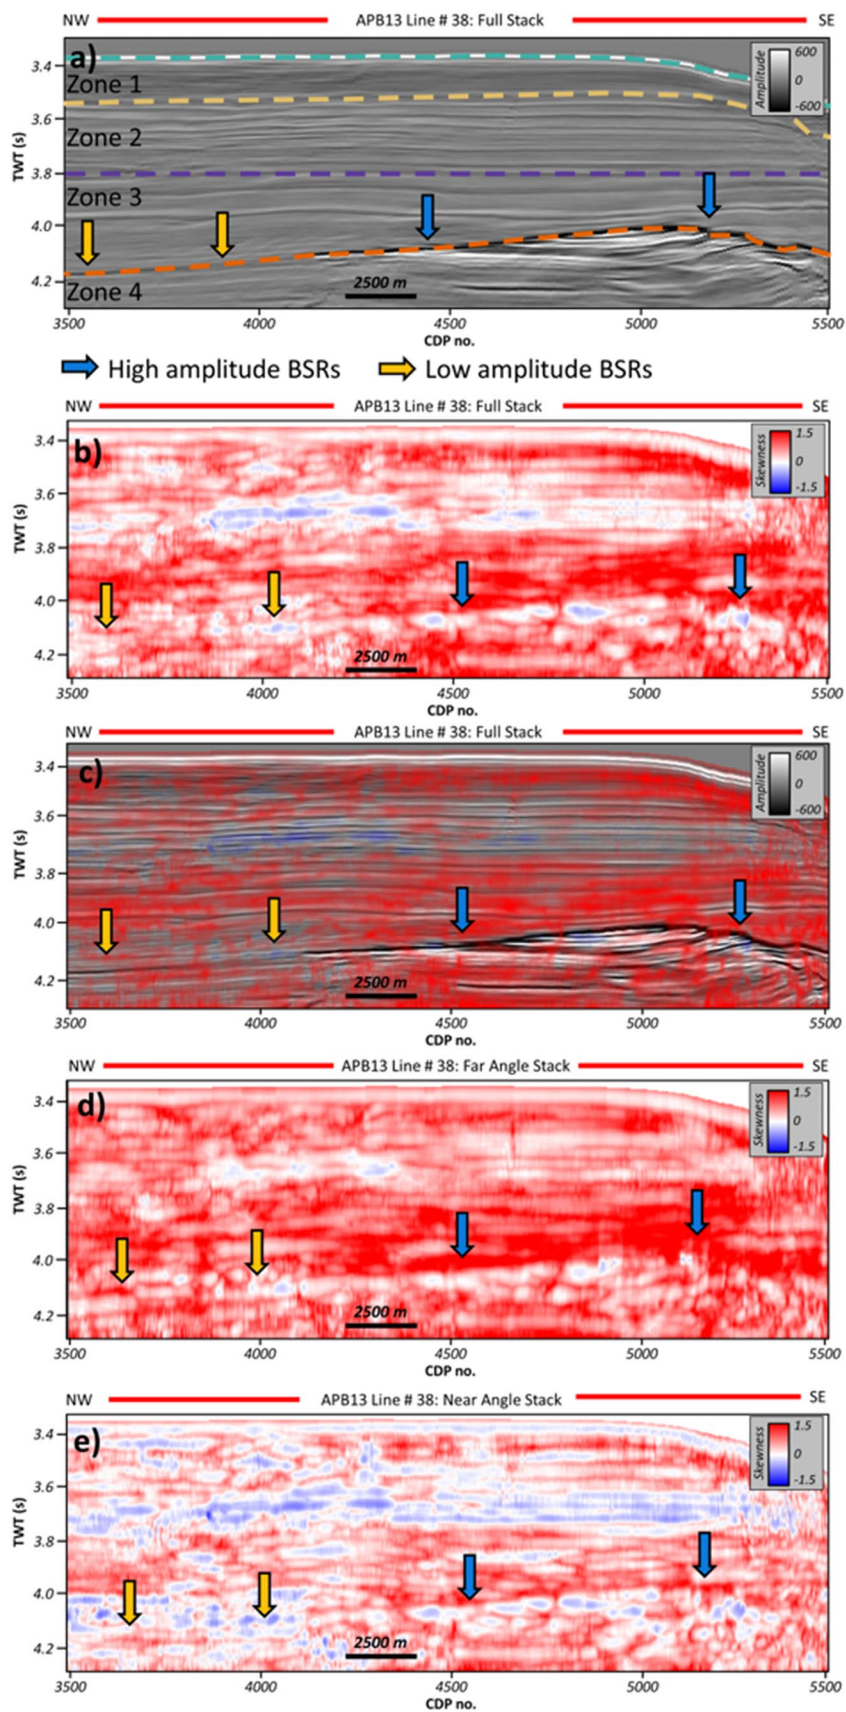 NW APB13 Line # 38: Full Stack SE
a)
Zone 1
Zone 2
Zone 3
Zone 4
Amplitude
600
0
-600
TWT (s)
3.4
3.6
3.8
4.0
4.2
2500 m
3500 4000 4500 5000 5500
CDP no.
High amplitude BSRs Low amplitude BSRs
NW APB13 Line # 38: Full Stack SE
b)
Skewness
1.5
0
-1.5
TWT (s)
3.4
3.6
3.8
4.0
4.2
2500 m
3500 4000 4500 5000 5500
CDP no.
NW APB13 Line # 38: Full Stack SE
c)
Amplitude
600
0
-600
TWT (s)
3.4
3.6
3.8
4.0
4.2
2500 m
3500 4000 4500 5000 5500
CDP no.
NW APB13 Line # 38: Far Angle Stack SE
d)
Skewness
1.5
0
-1.5
TWT (s)
3.4
3.6
3.8
4.0
4.2
2500 m
3500 4000 4500 5000 5500
CDP no.
NW APB13 Line # 38: Near Angle Stack SE
e)
Skewness
1.5
0
-1.5
TWT (s)
3.4
3.6
3.8
4.0
4.2
2500 m
3500 4000 4500 5000 5500
CDP no.